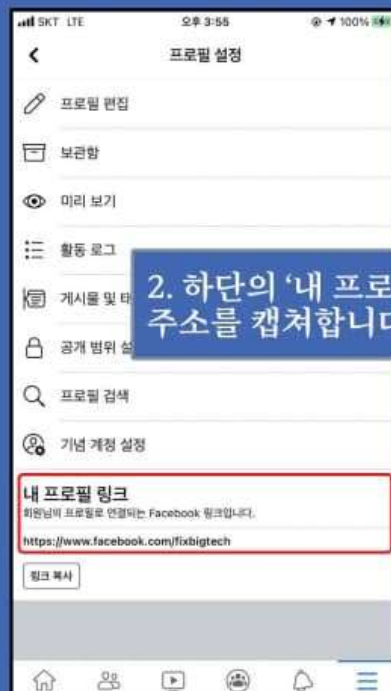 SKT LTE 오후 3:55 100%
프로필 설정
프로필 편집
보관함
미리 보기
활동 로그
게시물 및 태
2. 하단의 ‘내 프로
주소를 캡쳐합니다
공개 범위 설
프로필 검색
기념 계정 설정
내 프로필 링크
회원님의 프로필로 연결되는 Facebook 링크입니다.
https://www.facebook.com/fixbigtech
링크 복사